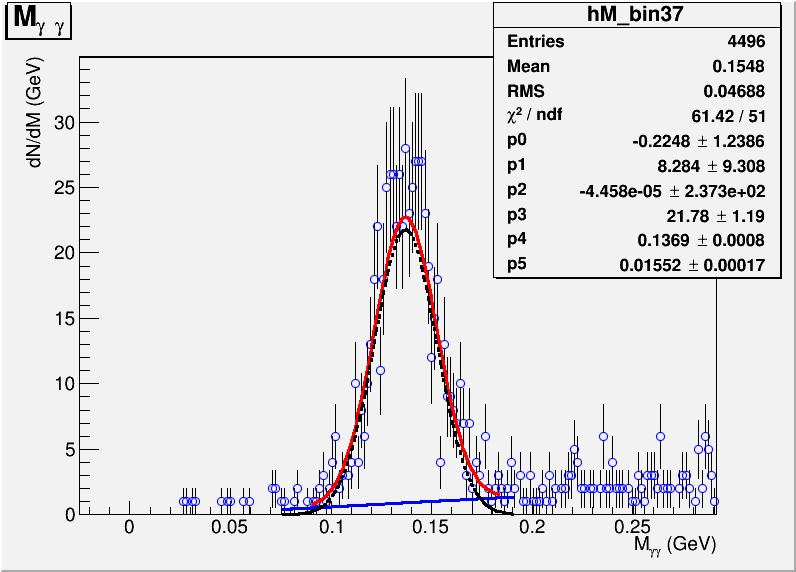 M γ γ
hM_bin37
Entries 4496
Mean 0.1548
RMS 0.04688
χ² / ndf 61.42 / 51
p0 -0.2248 ± 1.2386
p1 8.284 ± 9.308
p2 -4.458e-05 ± 2.373e+02
p3 21.78 ± 1.19
p4 0.1369 ± 0.0008
p5 0.01552 ± 0.00017
dN/dM (GeV)
30
25
20
15
10
5
0
0 0.05 0.1 0.15 0.2 0.25
Mγγ (GeV)